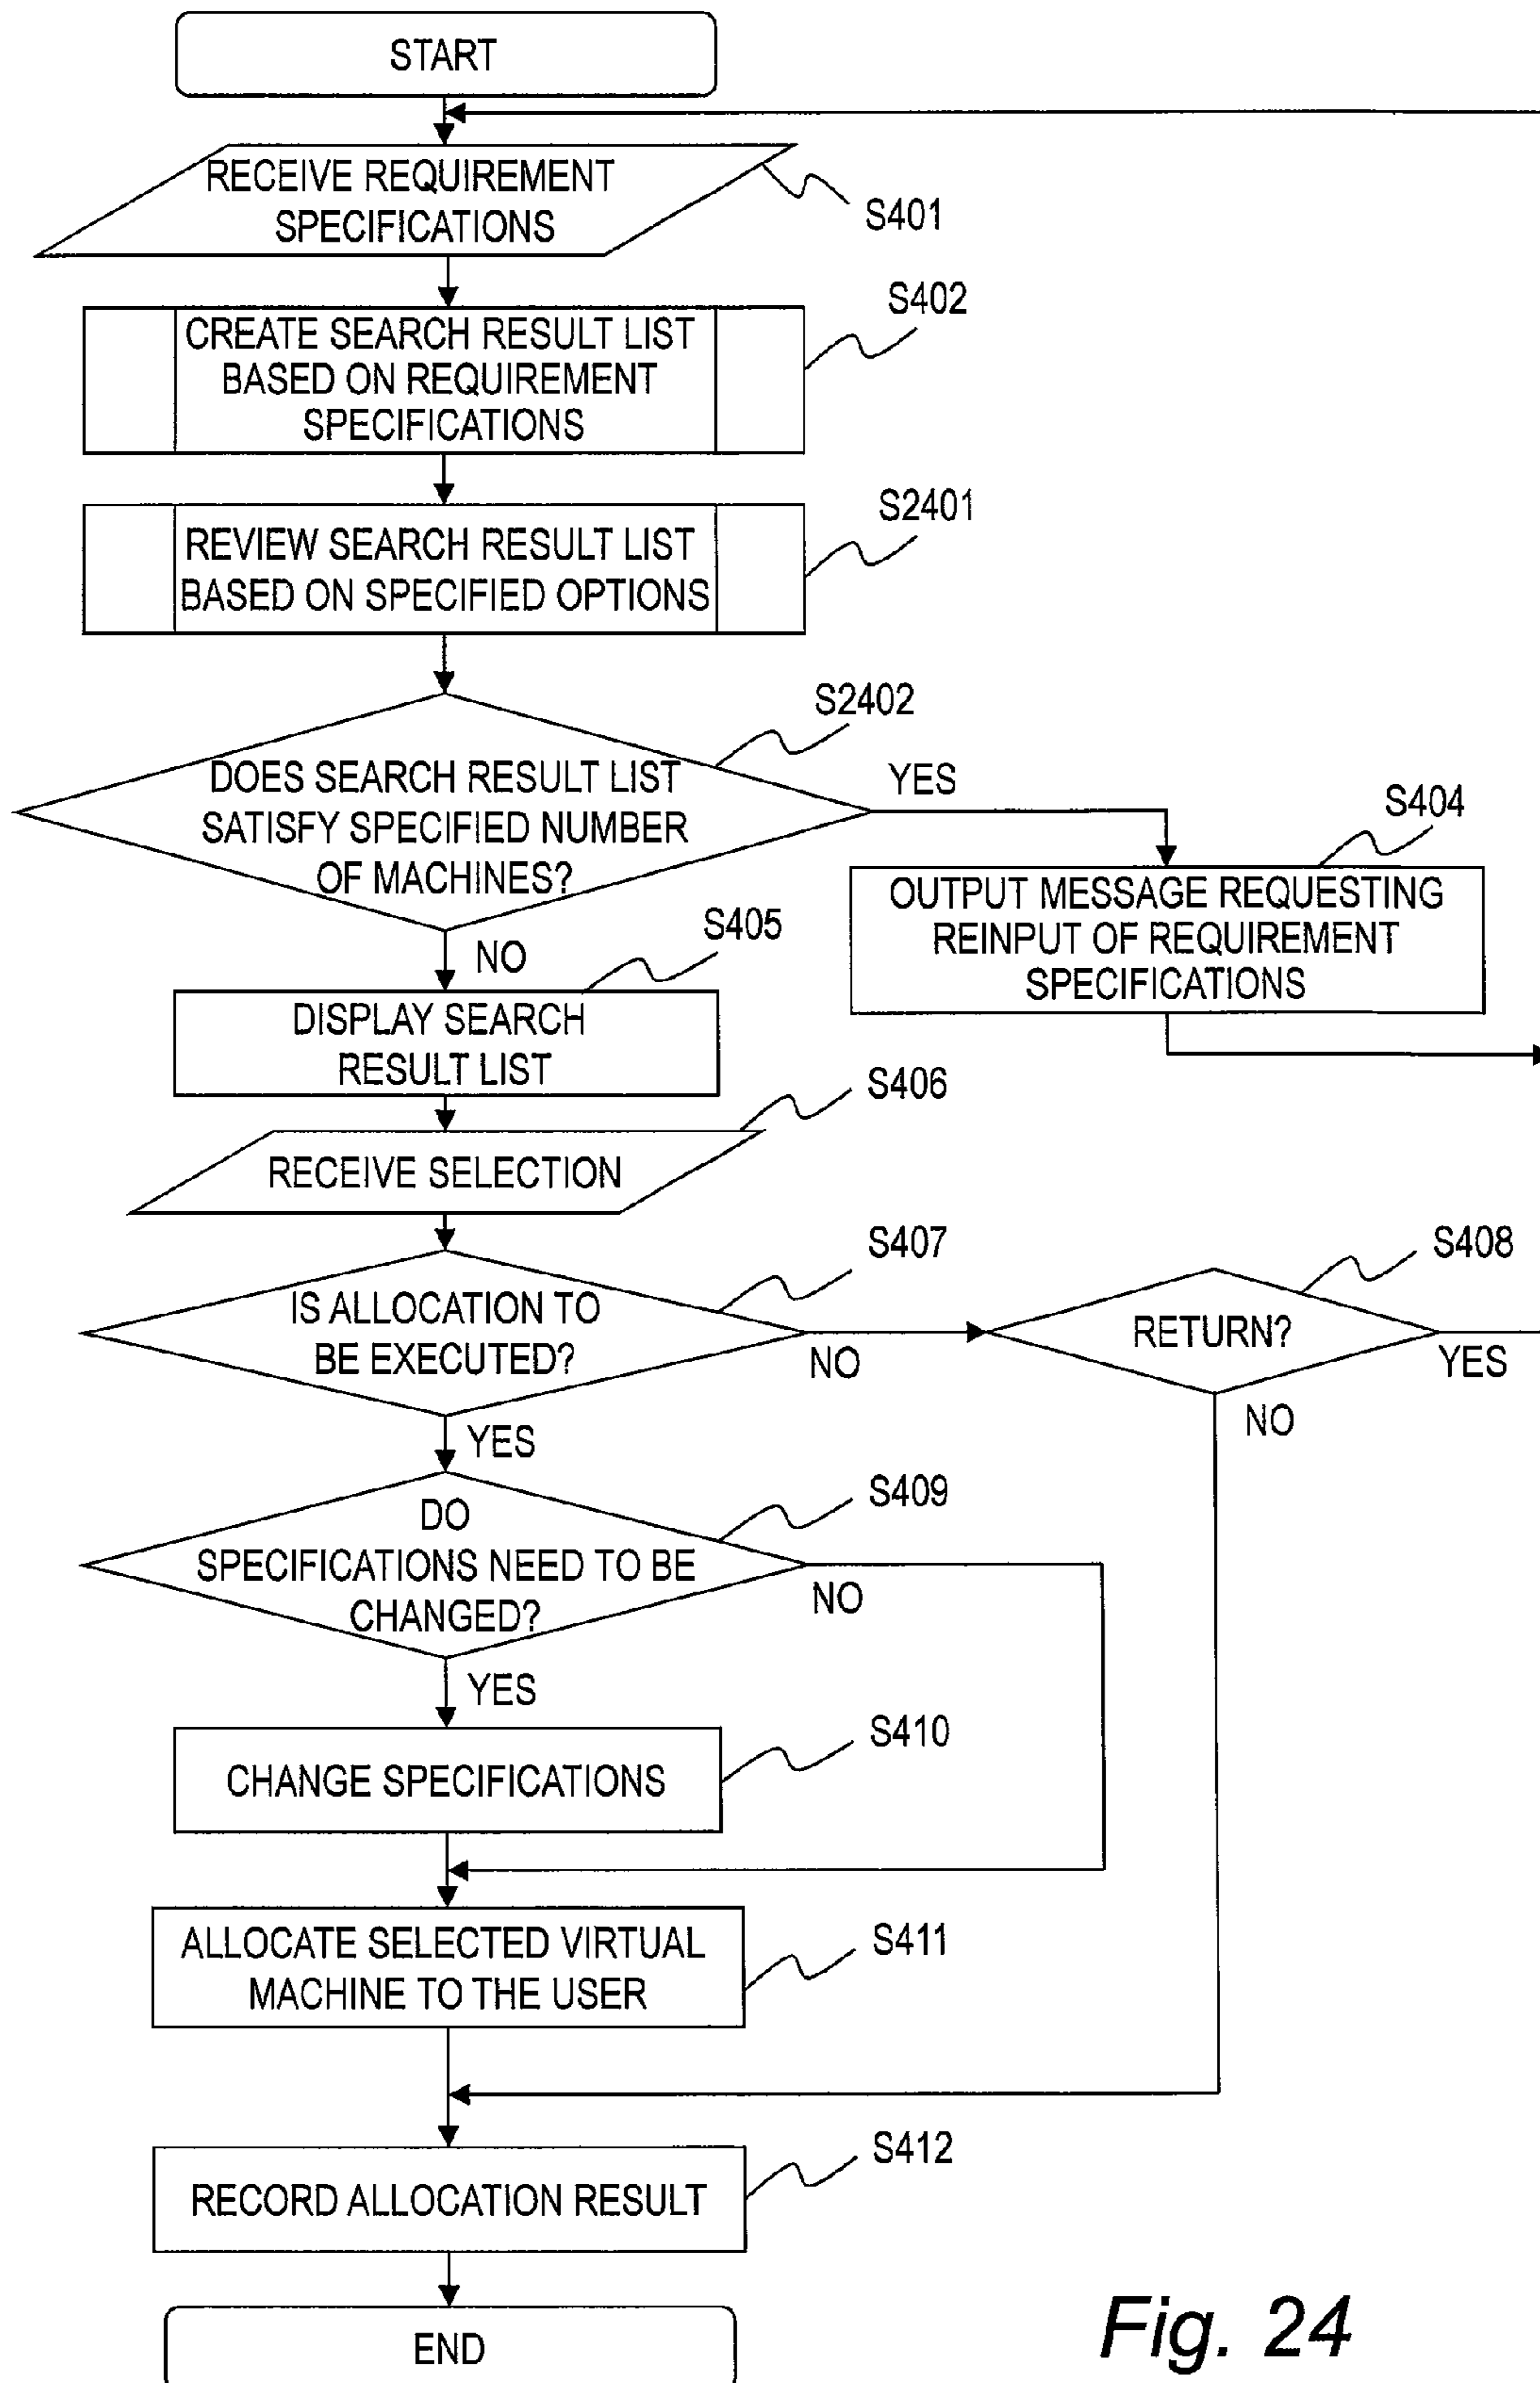 START
RECEIVE REQUIREMENT
SPECIFICATIONS
S401
S402
CREATE SEARCH RESULT LIST
BASED ON REQUIREMENT
SPECIFICATIONS
S2401
REVIEW SEARCH RESULT LIST
BASED ON SPECIFIED OPTIONS
S2402
DOES SEARCH RESULT LIST
SATISFY SPECIFIED NUMBER
OF MACHINES?
YES
S404
OUTPUT MESSAGE REQUESTING
REINPUT OF REQUIREMENT
SPECIFICATIONS
NO
S405
DISPLAY SEARCH
RESULT LIST
S406
RECEIVE SELECTION
S407
IS ALLOCATION TO
BE EXECUTED?
NO
S408
RETURN?
YES
NO
YES
S409
DO
SPECIFICATIONS NEED TO BE
CHANGED?
NO
YES
S410
CHANGE SPECIFICATIONS
S411
ALLOCATE SELECTED VIRTUAL
MACHINE TO THE USER
S412
RECORD ALLOCATION RESULT
END
Fig. 24